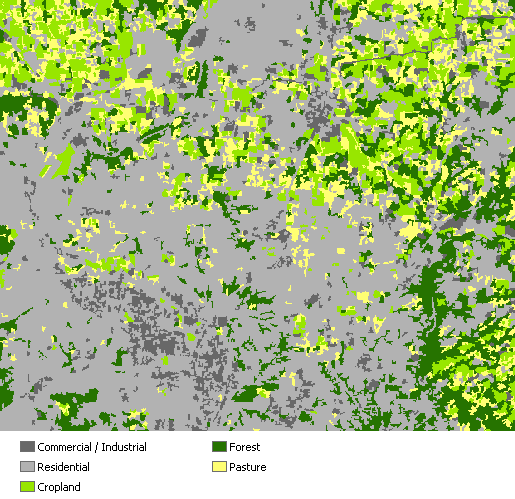 Commercial / Industrial
Residential
Cropland
Forest
Pasture